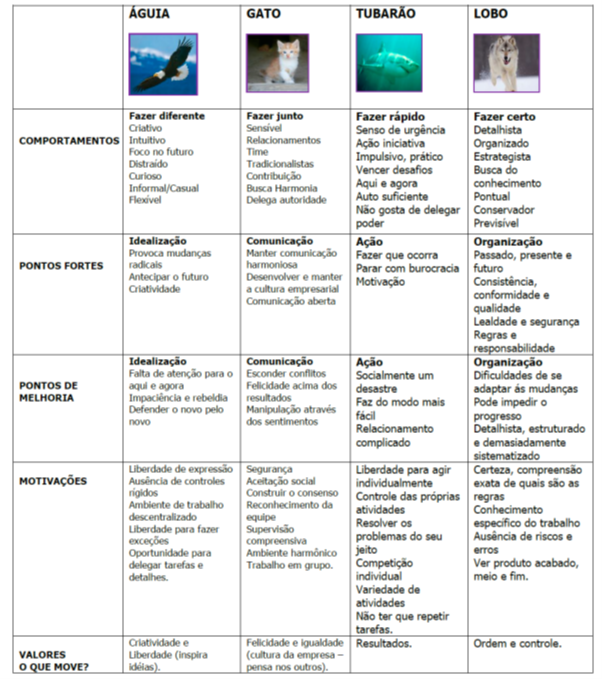 ÁGUIA
GATO
TUBARÃO
LOBO
COMPORTAMENTOS
Fazer diferente
Criativo
Intuitivo
Foco no futuro
Distraído
Curioso
Informal/Casual
Flexível
Fazer junto
Sensível
Relacionamentos
Time
Tradicionalistas
Contribuição
Busca Harmonia
Delega autoridade
Fazer rápido
Senso de urgência
Ação iniciativa
Impulsivo, prático
Vencer desafios
Aqui e agora
Auto suficiente
Não gosta de delegar
poder
Fazer certo
Detalhista
Organizado
Estrategista
Busca do
conhecimento
Pontual
Conservador
Previsível
PONTOS FORTES
Idealização
Provoca mudanças
radicais
Antecipar o futuro
Criatividade
Comunicação
Manter comunicação
harmoniosa
Desenvolver e manter
a cultura empresarial
Comunicação aberta
Ação
Fazer que ocorra
Parar com burocracia
Motivação
Organização
Passado, presente e
futuro
Consistência,
conformidade e
qualidade
Lealdade e segurança
Regras e
responsabilidade
PONTOS DE
MELHORIA
Idealização
Falta de atenção para o
aqui e agora
Impaciência e rebeldia
Defender o novo pelo
novo
Comunicação
Esconder conflitos
Felicidade acima dos
resultados
Manipulação através
dos sentimentos
Ação
Socialmente um
desastre
Faz do modo mais
fácil
Relacionamento
complicado
Organização
Dificuldades de se
adaptar ás mudanças
Pode impedir o
progresso
Detalhista, estruturado
e demasiadamente
sistematizado
MOTIVAÇÕES
Liberdade de expressão
Ausência de controles
rígidos
Ambiente de trabalho
descentralizado
Liberdade para fazer
exceções
Oportunidade para
delegar tarefas e
detalhes.
Segurança
Aceitação social
Construir o consenso
Reconhecimento da
equipe
Supervisão
compreensiva
Ambiente harmônico
Trabalho em grupo.
Liberdade para agir
individualmente
Controle das próprias
atividades
Resolver os
problemas do seu
jeito
Competição
individual
Variedade de
atividades
Não ter que repetir
tarefas.
Certeza, compreensão
exata de quais são as
regras
Conhecimento
específico do trabalho
Ausência de riscos e
erros
Ver produto acabado,
meio e fim.
VALORES
O QUE MOVE?
Criatividade e
Liberdade (inspira
idéias).
Felicidade e igualdade
(cultura da empresa –
pensa nos outros).
Resultados.
Ordem e controle.